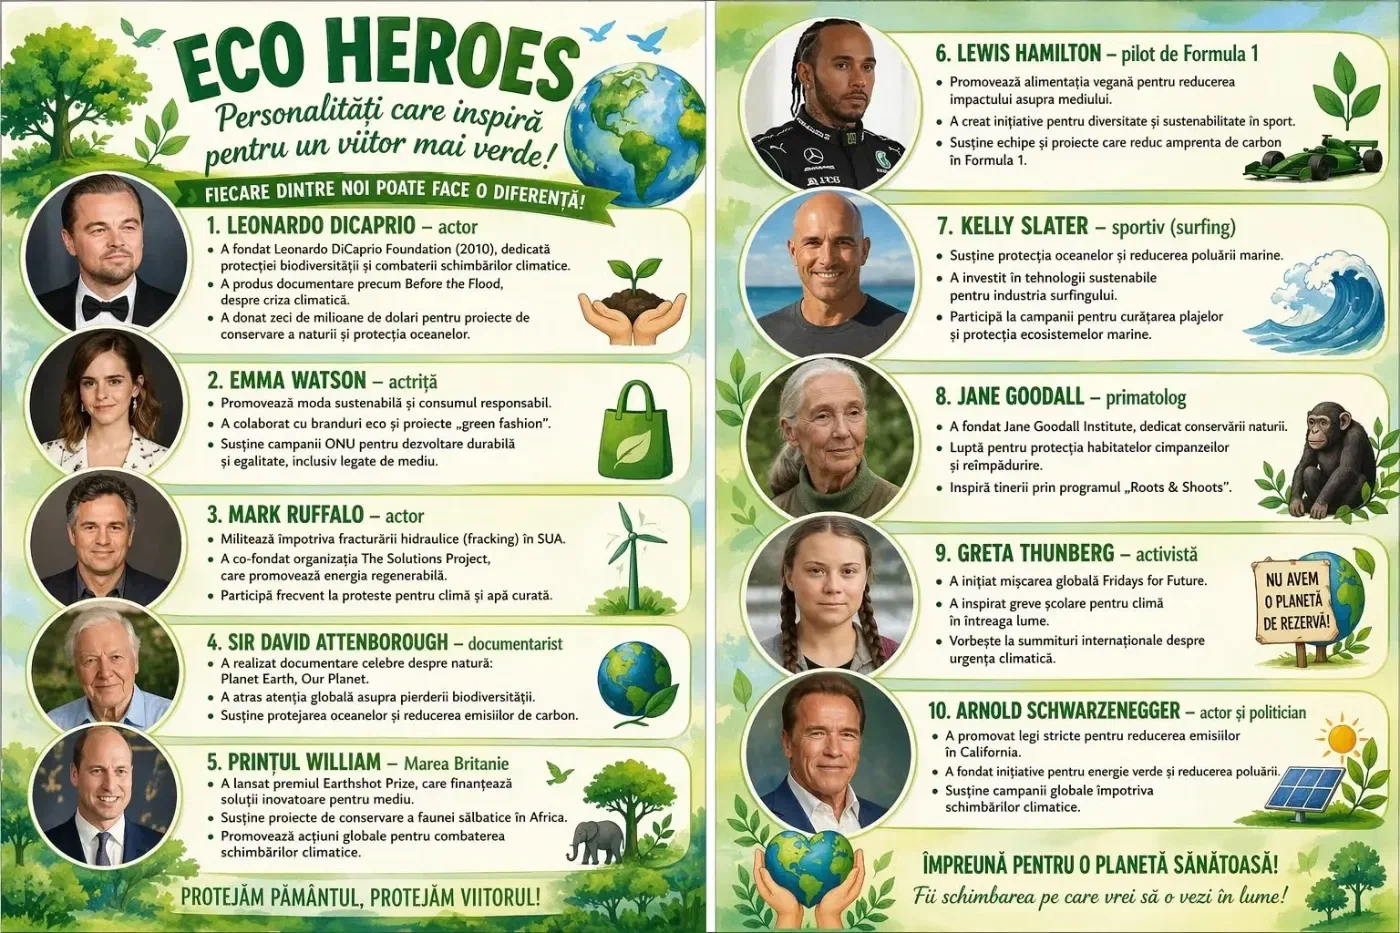 ECO HEROES
Personalități care inspiră
pentru un viitor mai verde!
FIECARE DINTRE NOI POATE FACE O DIFERENȚĂ!
1. LEONARDO DICAPRIO – actor
• A fondat Leonardo DiCaprio Foundation (2010), dedicată
protecției biodiversității și combaterii schimbărilor climatice.
• A produs documentare precum Before the Flood,
despre criza climatică.
• A donat zeci de milioane de dolari pentru proiecte de
conservare a naturii și protecția oceanelor.
2. EMMA WATSON – actriță
• Promovează moda sustenabilă și consumul responsabil.
• A colaborat cu branduri eco și proiecte „green fashion”.
• Susține campanii ONU pentru dezvoltare durabilă
și egalitate, inclusiv legate de mediu.
3. MARK RUFFALO – actor
• Militează împotriva fracturării hidraulice (fracking) în SUA.
• A co-fondat organizația The Solutions Project,
care promovează energia regenerabilă.
• Participă frecvent la proteste pentru climă și apă curată.
4. SIR DAVID ATTENBOROUGH – documentarist
• A realizat documentare celebre despre natură:
Planet Earth, Our Planet.
• A atras atenția globală asupra pierderii biodiversității.
• Susține protejarea oceanelor și reducerea emisiilor de carbon.
5. PRINȚUL WILLIAM – Marea Britanie
• A lansat premiul Earthshot Prize, care finanțează
soluții inovatoare pentru mediu.
• Susține proiecte de conservare a faunei sălbatice în Africa.
• Promovează acțiuni globale pentru combaterea
schimbărilor climatice.
PROTEJĂM PĂMÂNTUL, PROTEJĂM VIITORUL!
6. LEWIS HAMILTON – pilot de Formula 1
• Promovează alimentația vegană pentru reducerea
impactului asupra mediului.
• A creat inițiative pentru diversitate și sustenabilitate în sport.
• Susține echipe și proiecte care reduc amprenta de carbon
în Formula 1.
7. KELLY SLATER – sportiv (surfing)
• Susține protecția oceanelor și reducerea poluării marine.
• A investit în tehnologii sustenabile
pentru industria surfingului.
• Participă la campanii pentru curățarea plajelor
și protecția ecosistemelor marine.
8. JANE GOODALL – primatolog
• A fondat Jane Goodall Institute, dedicat conservării naturii.
• Luptă pentru protecția habitatelor cimpanzeilor
și reîmpădurire.
• Inspiră tinerii prin programul „Roots & Shoots”.
9. GRETA THUNBERG – activistă
• A inițiat mișcarea globală Fridays for Future.
• A inspirat greve școlare pentru climă
în întreaga lume.
• Vorbește la summituri internaționale despre
urgența climatică.
NU AVEM
O PLANETĂ
DE REZERVĂ!
10. ARNOLD SCHWARZENEGGER – actor și politician
• A promovat legi stricte pentru reducerea emisiilor
în California.
• A fondat inițiative pentru energie verde și reducerea poluării.
• Susține campanii globale împotriva
schimbărilor climatice.
ÎMPREUNĂ PENTRU O PLANETĂ SĂNĂTOASĂ!
Fii schimbarea pe care vrei să o vezi în lume!